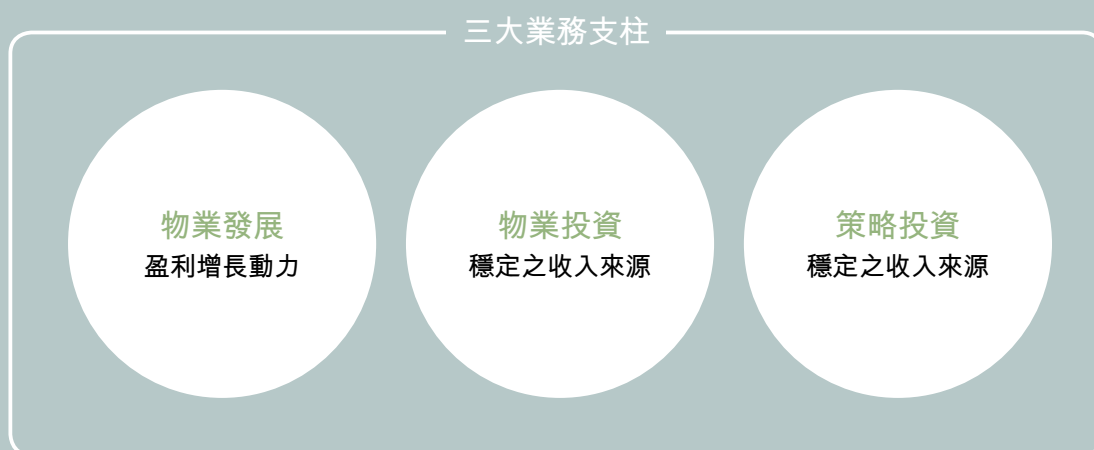 三大業務支柱
物業發展
盈利增長動力
物業投資
穩定之收入來源
策略投資
穩定之收入來源